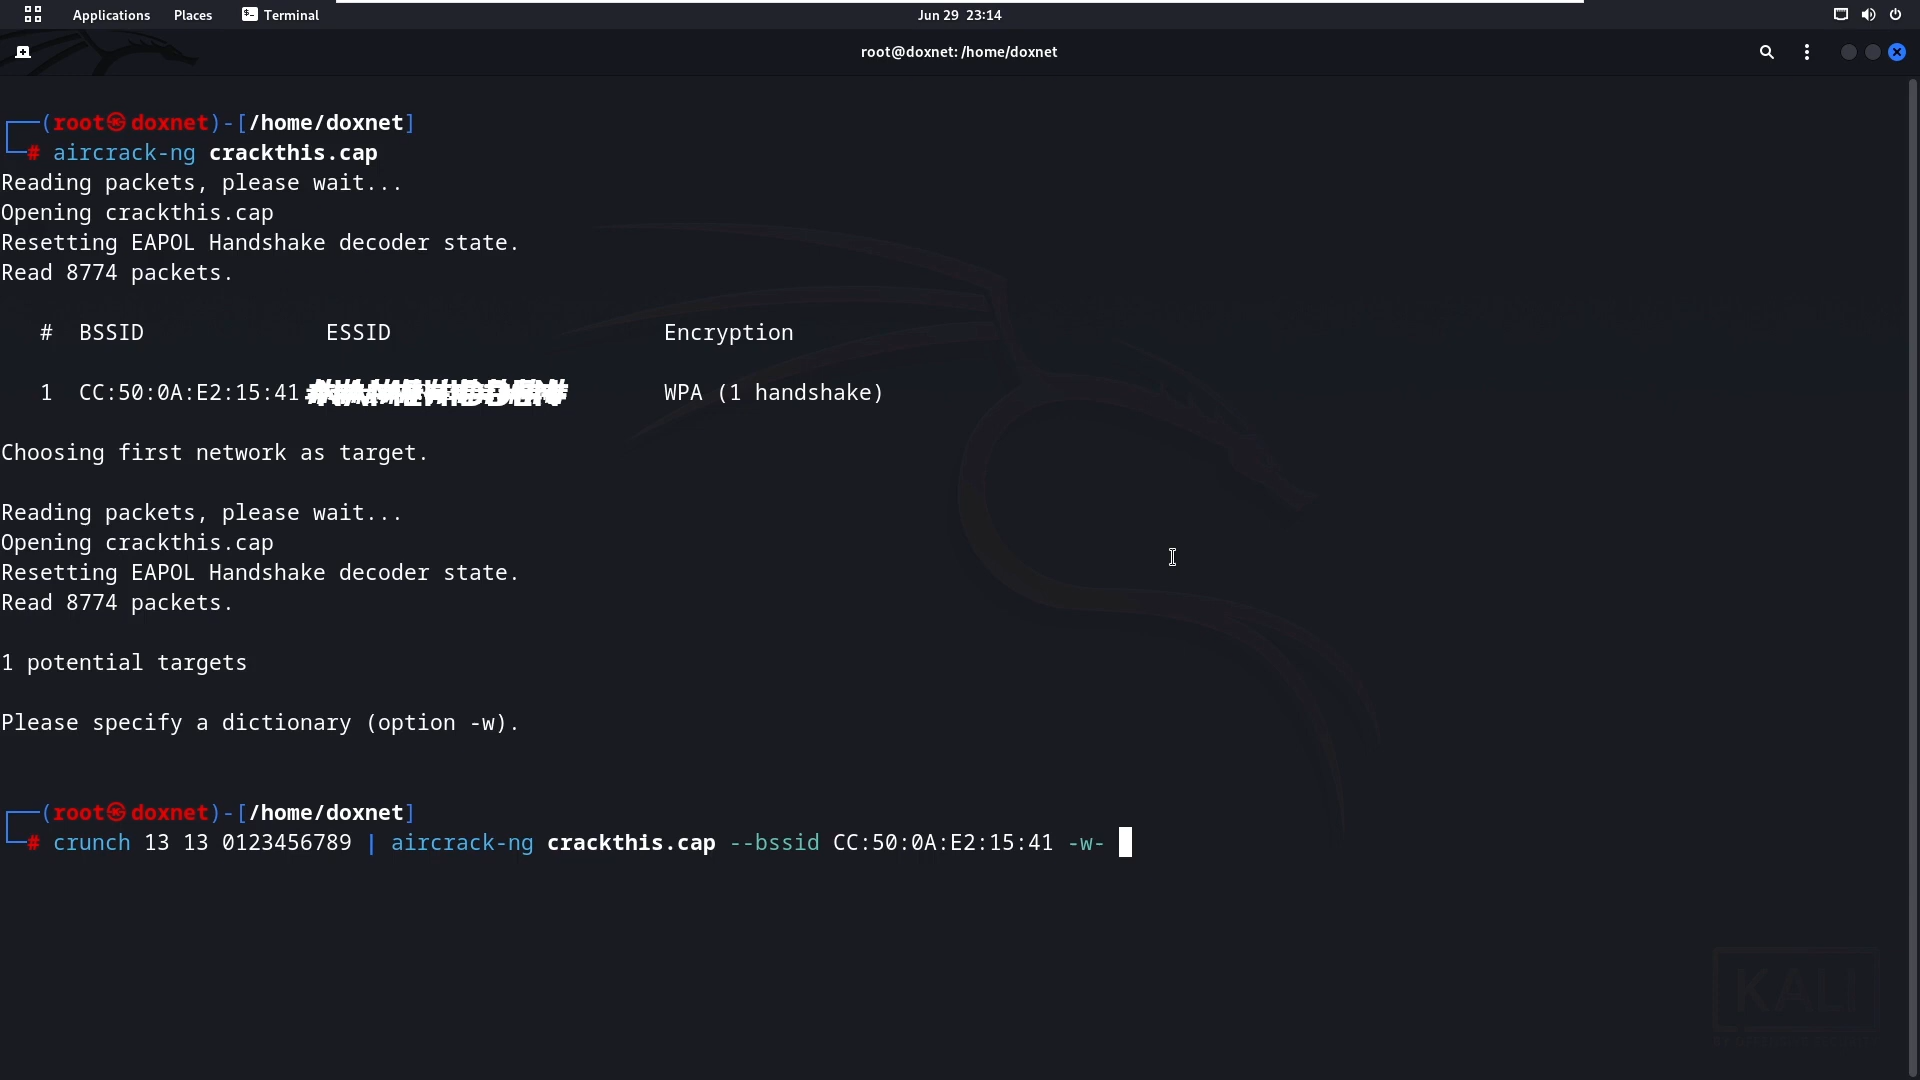 Applications Places Terminal Jun 29 23:14
root@doxnet: /home/doxnet
(root㉿doxnet)-[/home/doxnet]
# aircrack-ng crackthis.cap
Reading packets, please wait...
Opening crackthis.cap
Resetting EAPOL Handshake decoder state.
Read 8774 packets.
# BSSID ESSID Encryption
1 CC:50:0A:E2:15:41 WPA (1 handshake)
Choosing first network as target.
Reading packets, please wait...
Opening crackthis.cap
Resetting EAPOL Handshake decoder state.
Read 8774 packets.
1 potential targets
Please specify a dictionary (option -w).
(root㉿doxnet)-[/home/doxnet]
# crunch 13 13 0123456789 | aircrack-ng crackthis.cap --bssid CC:50:0A:E2:15:41 -w-
KALI